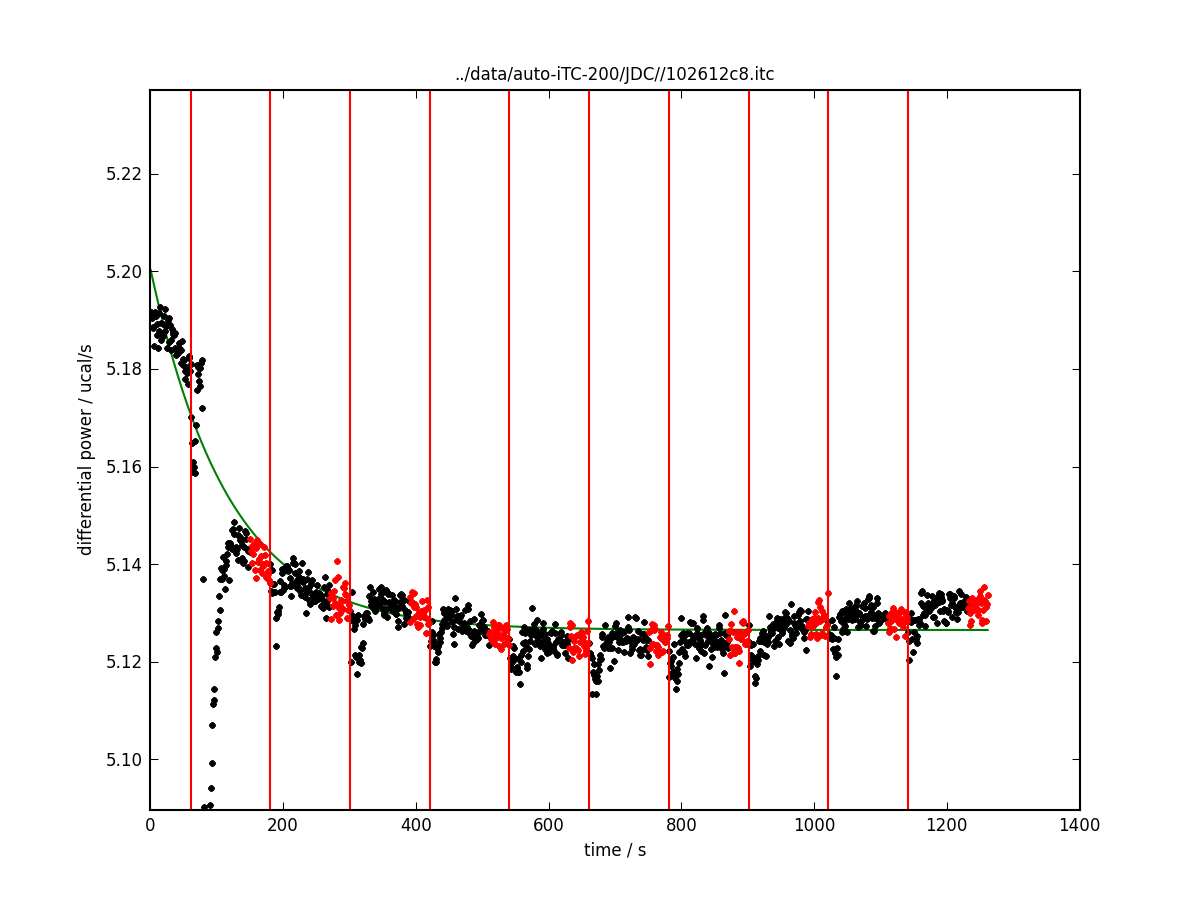 ../data/auto-iTC-200/JDC//102612c8.itc
differential power / ucal/s
5.22
5.20
5.18
5.16
5.14
5.12
5.10
0 200 400 600 800 1000 1200 1400
time / s